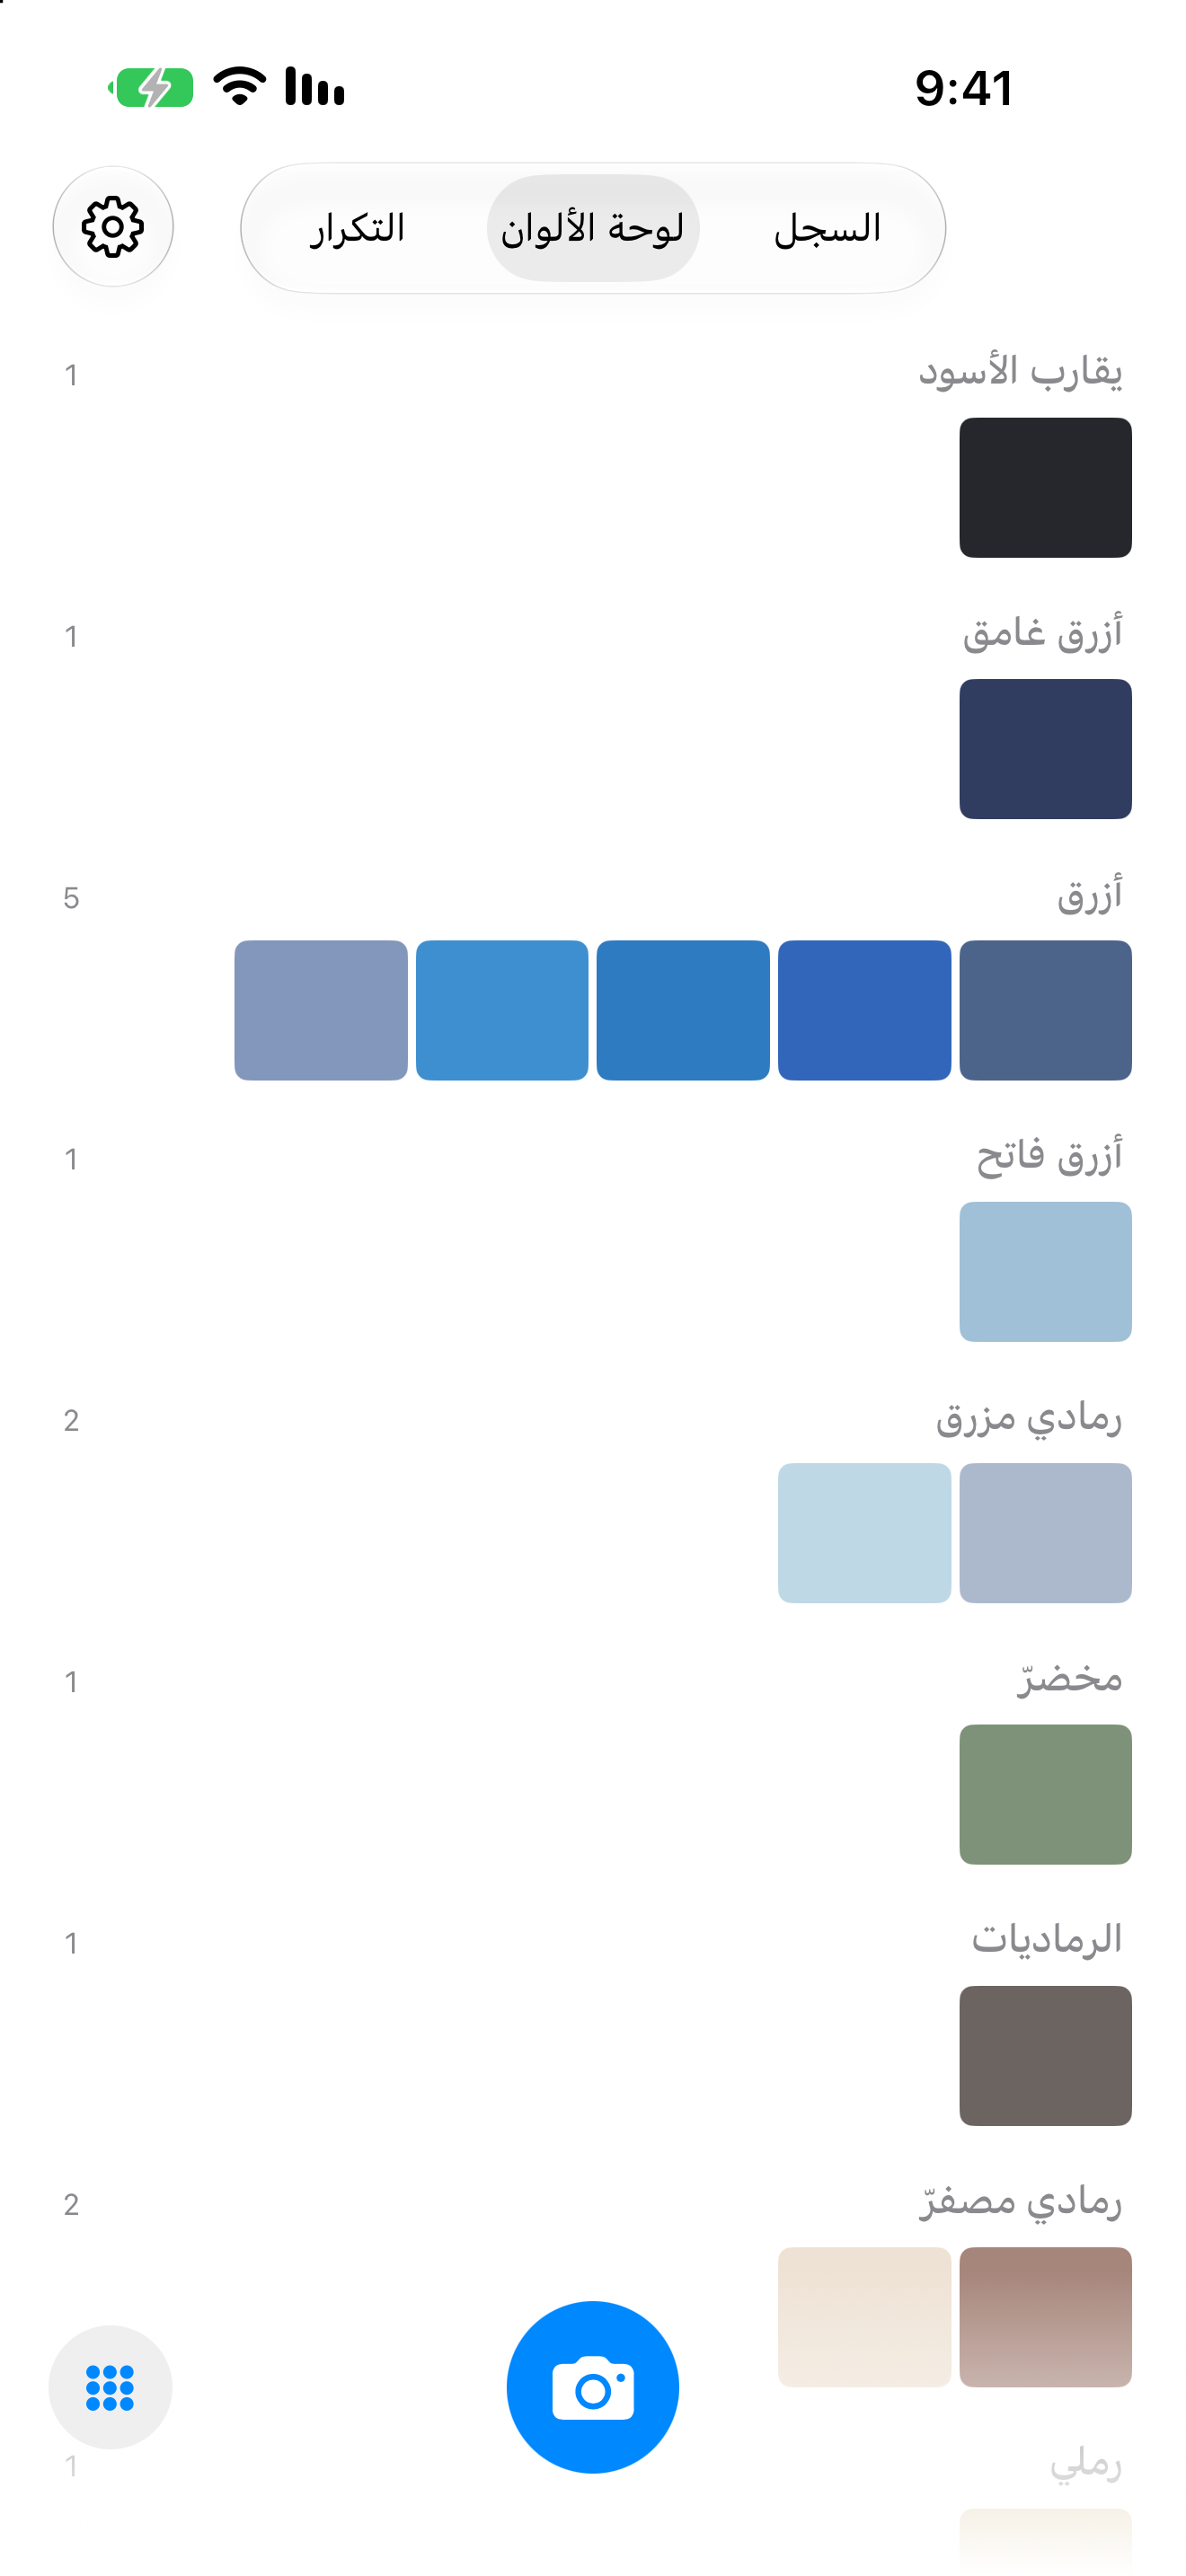 9:41
السجل
لوحة الألوان
التكرار
يقارب الأسود
1
أزرق غامق
1
أزرق
5
أزرق فاتح
1
رمادي مزرق
2
مخضرّ
1
الرماديات
1
رمادي مصفرّ
2
رملي
1